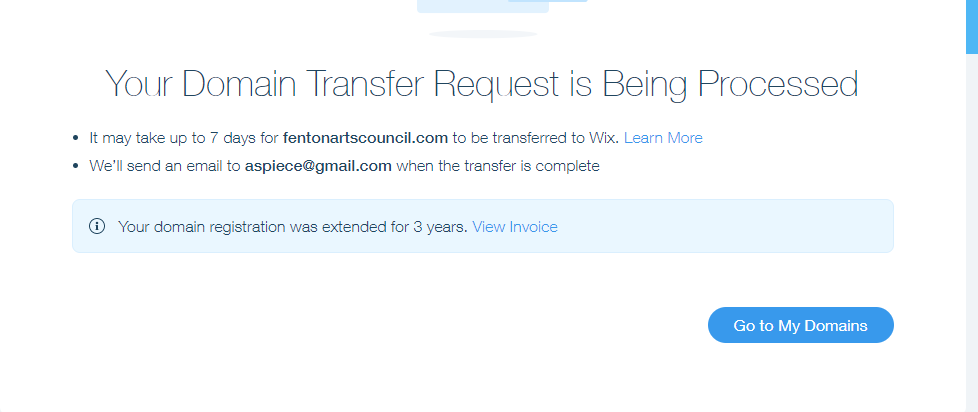 Your Domain Transfer Request is Being Processed
• It may take up to 7 days for fentonartscouncil.com to be transferred to Wix. Learn More
• We'll send an email to aspiece@gmail.com when the transfer is complete
Your domain registration was extended for 3 years. View Invoice
Go to My Domains